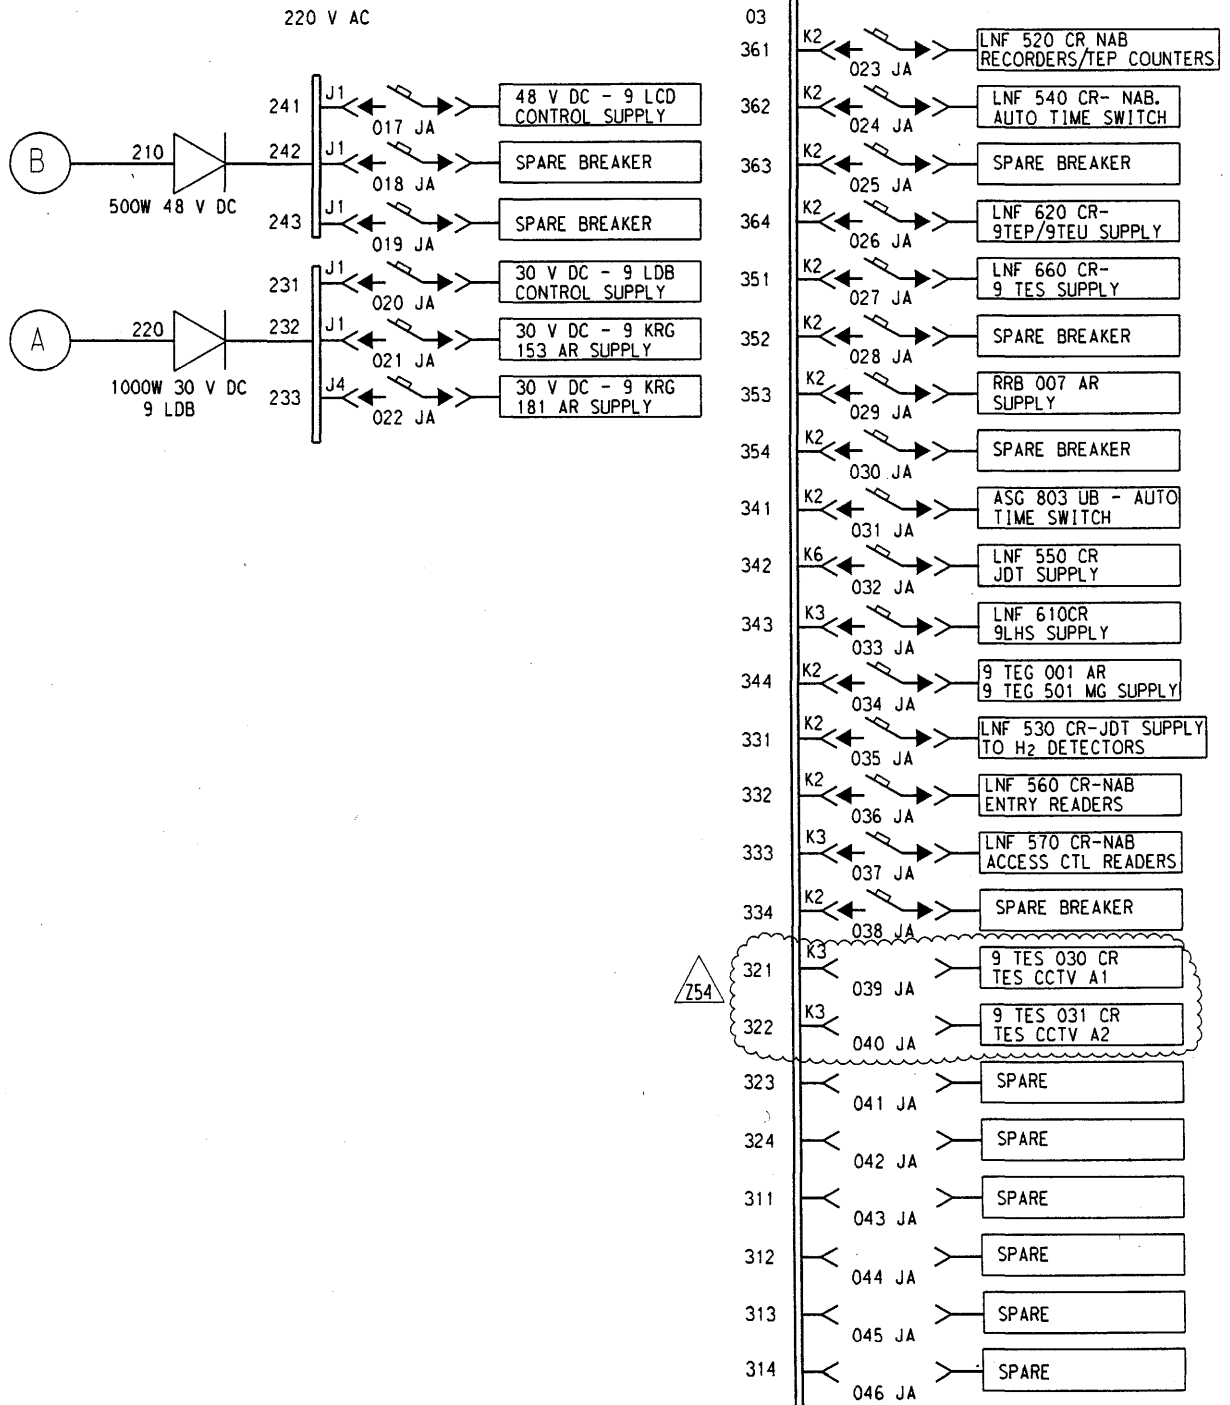 220 V AC
241
J1
017 JA
48 V DC - 9 LCD
CONTROL SUPPLY
B
210
500W 48 V DC
242
J1
018 JA
SPARE BREAKER
243
J1
019 JA
SPARE BREAKER
231
J1
020 JA
30 V DC - 9 LDB
CONTROL SUPPLY
A
220
1000W 30 V DC
9 LDB
232
J1
021 JA
30 V DC - 9 KRG
153 AR SUPPLY
233
J4
022 JA
30 V DC - 9 KRG
181 AR SUPPLY
03
361
K2
023 JA
LNF 520 CR NAB
RECORDERS/TEP COUNTERS
362
K2
024 JA
LNF 540 CR- NAB.
AUTO TIME SWITCH
363
K2
025 JA
SPARE BREAKER
364
K2
026 JA
LNF 620 CR-
9TEP/9TEU SUPPLY
351
K2
027 JA
LNF 660 CR-
9 TES SUPPLY
352
K2
028 JA
SPARE BREAKER
353
K2
029 JA
RRB 007 AR
SUPPLY
354
K2
030 JA
SPARE BREAKER
341
K2
031 JA
ASG 803 UB - AUTO
TIME SWITCH
342
K6
032 JA
LNF 550 CR
JDT SUPPLY
343
K3
033 JA
LNF 610CR
9LHS SUPPLY
344
K2
034 JA
9 TEG 001 AR
9 TEG 501 MG SUPPLY
331
K2
035 JA
LNF 530 CR-JDT SUPPLY
TO H2 DETECTORS
332
K2
036 JA
LNF 560 CR-NAB
ENTRY READERS
333
K3
037 JA
LNF 570 CR-NAB
ACCESS CTL READERS
334
K2
038 JA
SPARE BREAKER
Z54
321
K3
039 JA
9 TES 030 CR
TES CCTV A1
322
K3
040 JA
9 TES 031 CR
TES CCTV A2
323
041 JA
SPARE
324
042 JA
SPARE
311
043 JA
SPARE
312
044 JA
SPARE
313
045 JA
SPARE
314
046 JA
SPARE